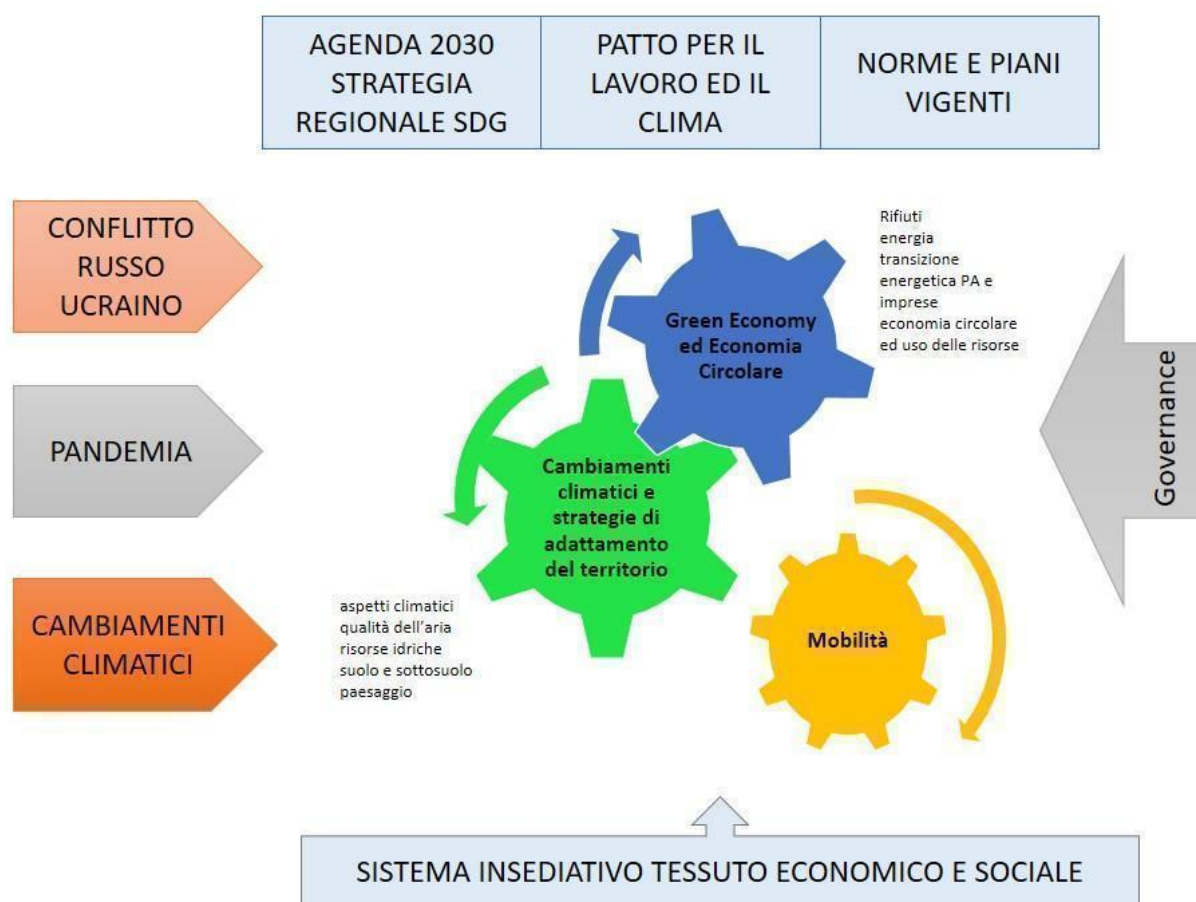 AGENDA 2030
STRATEGIA
REGIONALE SDG
PATTO PER IL
LAVORO ED IL
CLIMA
NORME E PIANI
VIGENTI
CONFLITTO
RUSSO
UCRAINO
PANDEMIA
CAMBIAMENTI
CLIMATICI
Green Economy
ed Economia
Circolare
Rifiuti
energia
transizione
energetica PA e
imprese
economia circolare
ed uso delle risorse
Cambiamenti
climatici e
strategie di
adattamento
del territorio
aspetti climatici
qualità dell'aria
risorse idriche
suolo e sottosuolo
paesaggio
Mobilità
Governance
SISTEMA INSEDIATIVO TESSUTO ECONOMICO E SOCIALE